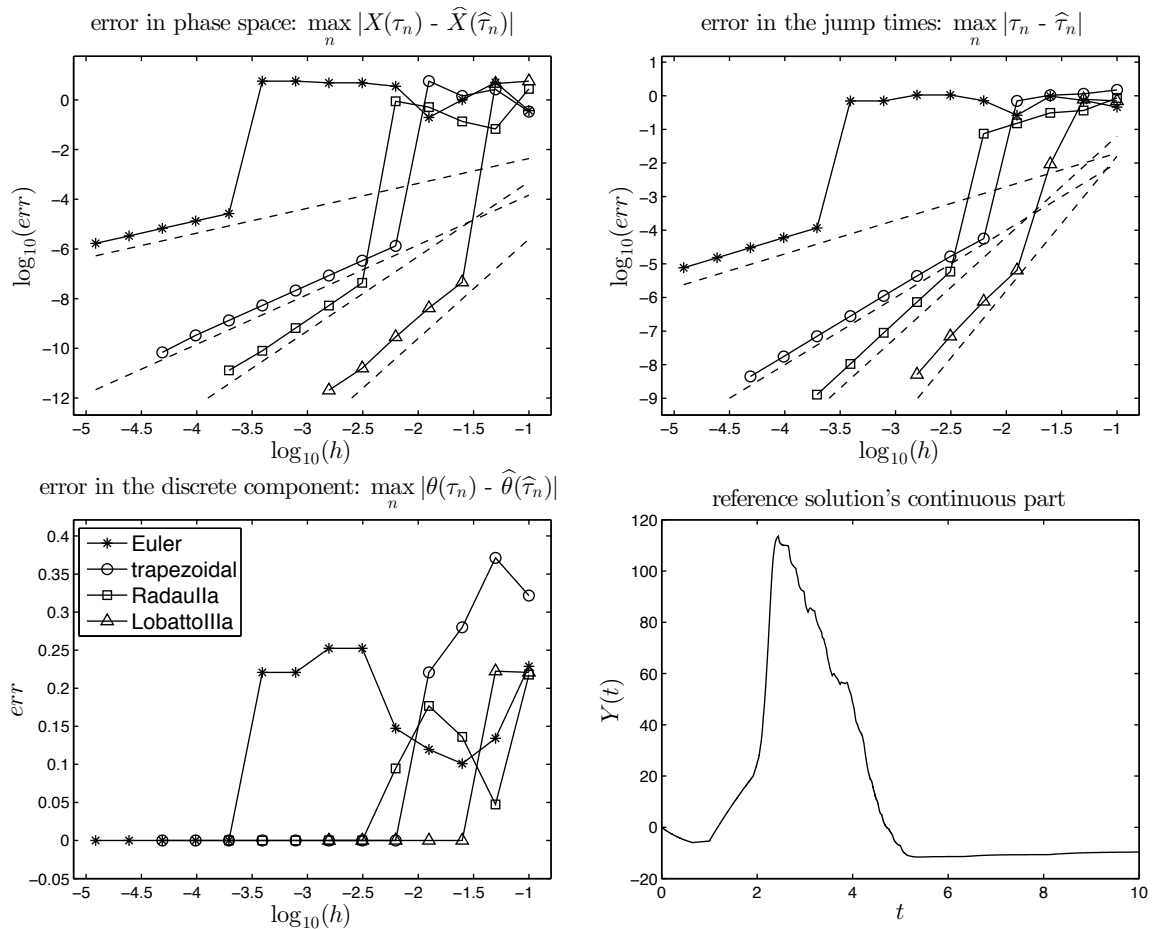 error in phase space: max_n |X(τ_n) - X̂(τ̂_n)|
0
−2
−4
−6
−8
−10
−12
log₁₀(err)
−5 −4.5 −4 −3.5 −3 −2.5 −2 −1.5 −1
log₁₀(h)
error in the jump times: max_n |τ_n - τ̂_n|
1
0
−1
−2
−3
−4
−5
−6
−7
−8
−9
log₁₀(err)
−5 −4.5 −4 −3.5 −3 −2.5 −2 −1.5 −1
log₁₀(h)
error in the discrete component: max_n |θ(τ_n) - θ̂(τ̂_n)|
0.4
0.35
0.3
0.25
0.2
0.15
0.1
0.05
0
−0.05
err
Euler
trapezoidal
RadauIIa
LobattoIIIa
−5 −4.5 −4 −3.5 −3 −2.5 −2 −1.5 −1
log₁₀(h)
reference solution's continuous part
120
100
80
60
40
20
0
−20
Y(t)
0 2 4 6 8 10
t